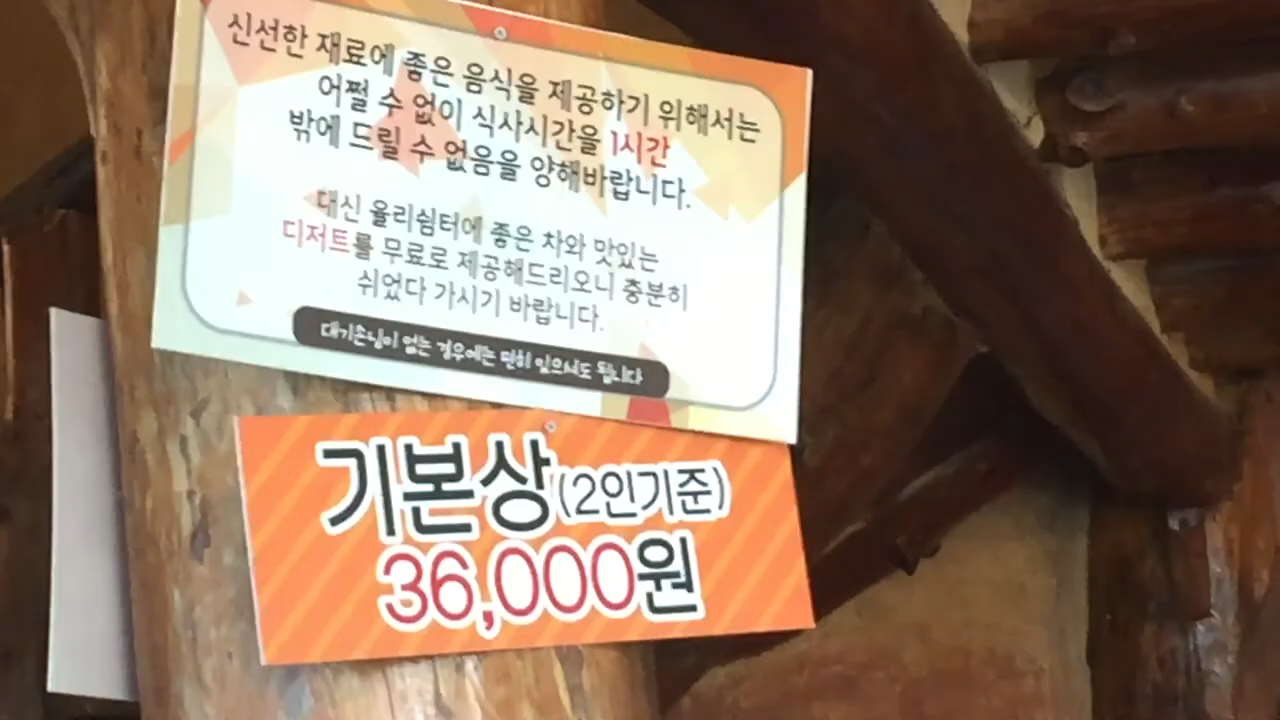 신선한 재료에 좋은 음식을 제공하기 위해서는
어쩔 수 없이 식사시간을 1시간
밖에 드릴 수 없음을 양해바랍니다.
대신 율리쉼터에 좋은 차와 맛있는
디저트를 무료로 제공해드리오니 충분히
쉬었다 가시기 바랍니다.
대기손님이 없는 경우에는 편히 있으셔도 됩니다
기본상(2인기준)
36,000원